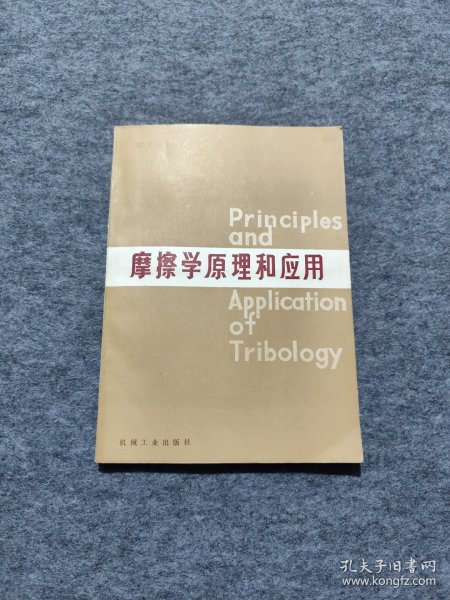 Principles
and
摩擦学原理和应用
Application
of
Tribology
机械工业出版社
孔夫子旧书网
www.kongfz.com